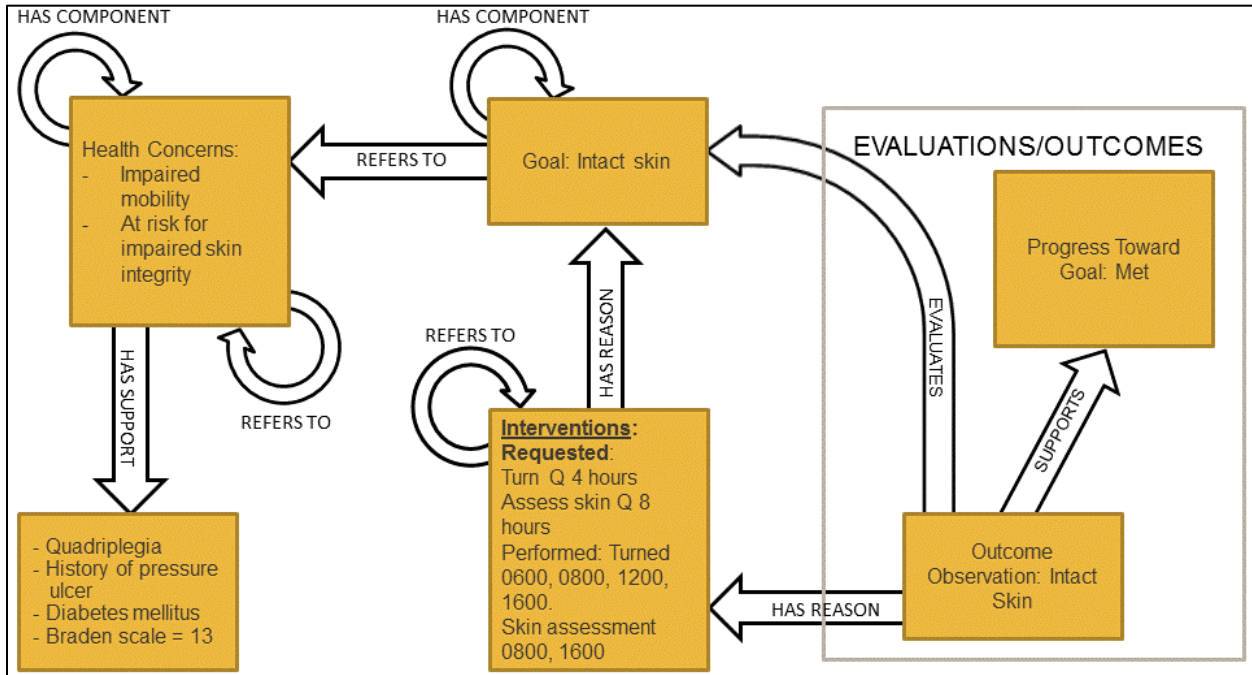 HAS COMPONENT
HAS COMPONENT
Health Concerns:
- Impaired
mobility
- At risk for
impaired skin
integrity
REFERS TO
Goal: Intact skin
EVALUATIONS/OUTCOMES
Progress Toward
Goal: Met
HAS SUPPORT
REFERS TO
REFERS TO
HAS REASON
EVALUATES
SUPPORTS
- Quadriplegia
- History of pressure
ulcer
- Diabetes mellitus
- Braden scale = 13
Interventions:
Requested:
Turn Q 4 hours
Assess skin Q 8
hours
Performed: Turned
0600, 0800, 1200,
1600.
Skin assessment
0800, 1600
HAS REASON
Outcome
Observation: Intact
Skin